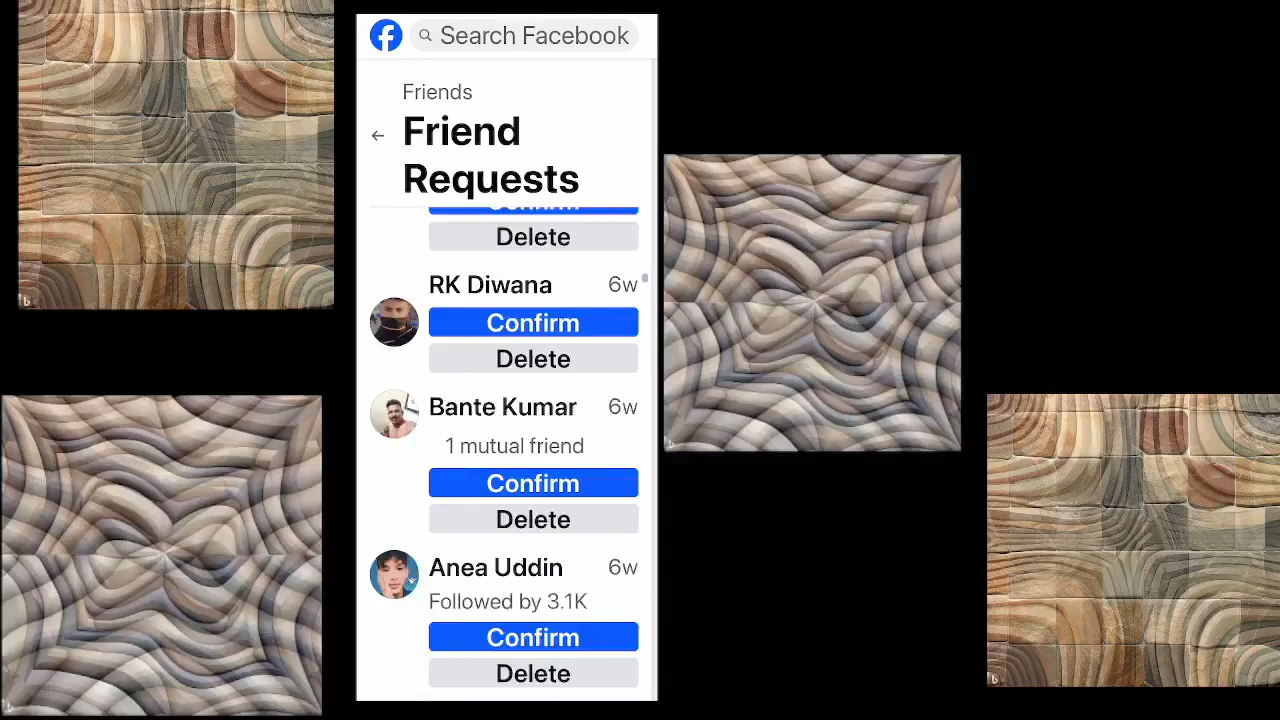 Search Facebook
Friends
Friend
Requests
Confirm
Delete
RK Diwana 6w
Confirm
Delete
Bante Kumar 6w
1 mutual friend
Confirm
Delete
Anea Uddin 6w
Followed by 3.1K
Confirm
Delete